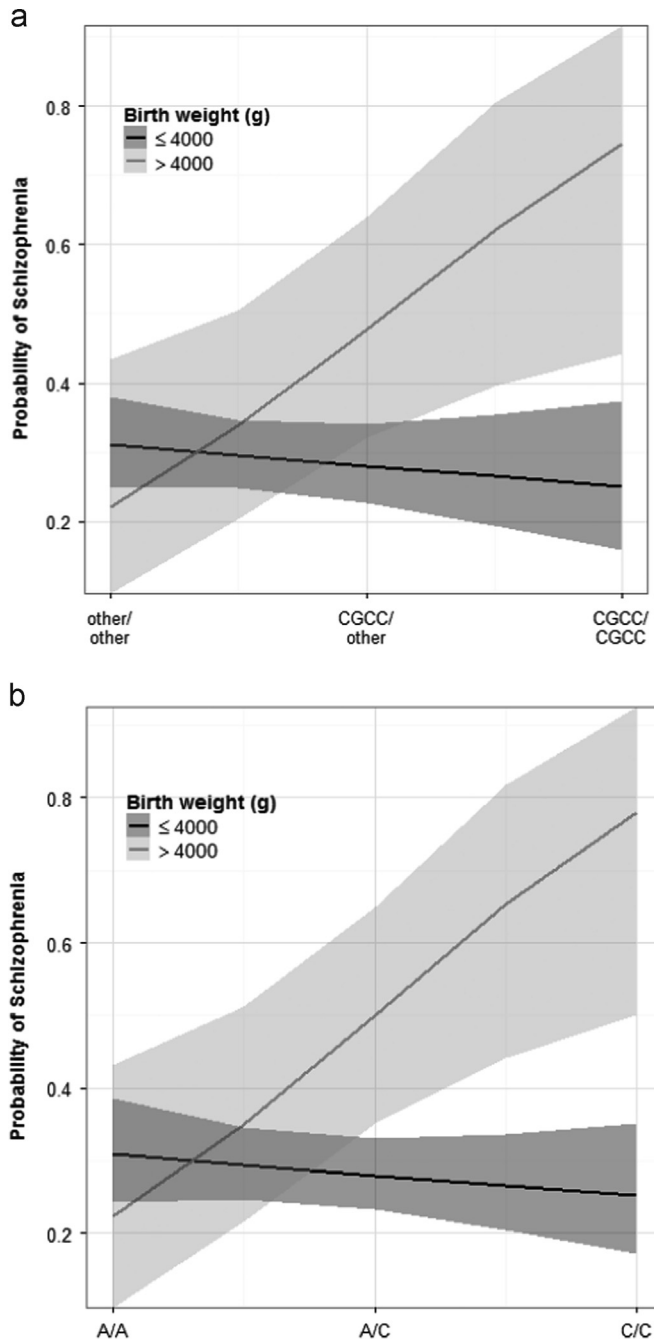 a
Probability of Schizophrenia
0.8
0.6
0.4
0.2
Birth weight (g)
≤ 4000
> 4000
other/
other
CGCC/
other
CGCC/
CGCC
b
Probability of Schizophrenia
0.8
0.6
0.4
0.2
Birth weight (g)
≤ 4000
> 4000
A/A
A/C
C/C